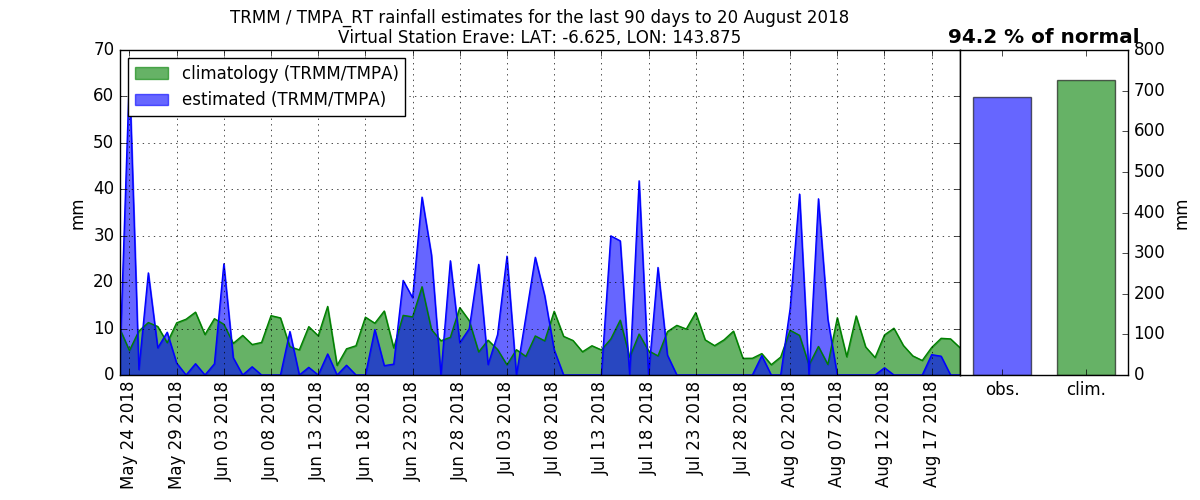 TRMM / TMPA_RT rainfall estimates for the last 90 days to 20 August 2018
Virtual Station Erave: LAT: -6.625, LON: 143.875
94.2 % of normal
climatology (TRMM/TMPA)
estimated (TRMM/TMPA)
70
60
50
40
30
20
10
0
mm
May 24 2018
May 29 2018
Jun 03 2018
Jun 08 2018
Jun 13 2018
Jun 18 2018
Jun 23 2018
Jun 28 2018
Jul 03 2018
Jul 08 2018
Jul 13 2018
Jul 18 2018
Jul 23 2018
Jul 28 2018
Aug 02 2018
Aug 07 2018
Aug 12 2018
Aug 17 2018
obs.
clim.
800
700
600
500
400
300
200
100
0
mm